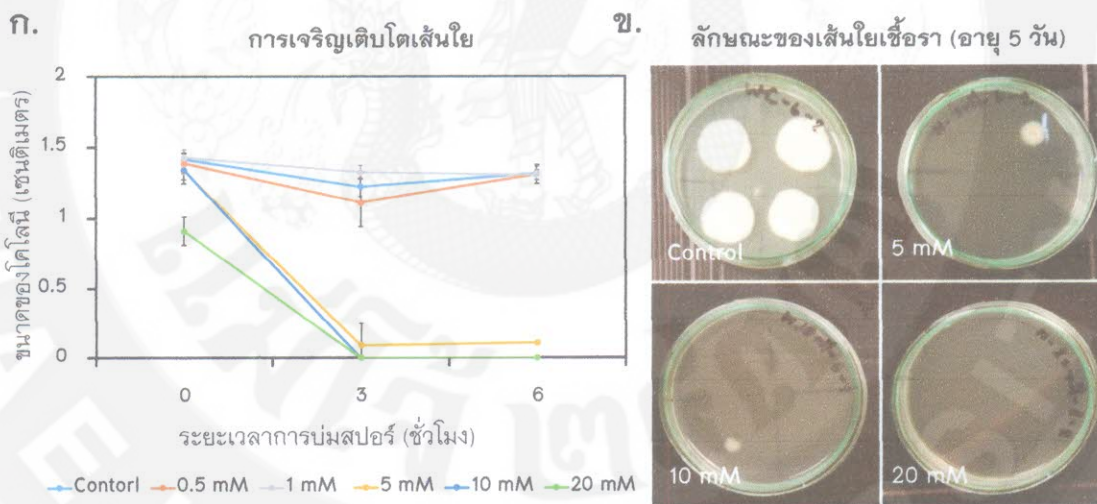 ก.
การเจริญเติบโตเส้นใย
ขนาดของโคโลนี (เซนติเมตร)
2
1.5
1
0.5
0
0 3 6
ระยะเวลาการบ่มสปอร์ (ชั่วโมง)
Contorl 0.5 mM 1 mM 5 mM 10 mM 20 mM
ข.
ลักษณะของเส้นใยเชื้อรา (อายุ 5 วัน)
WC-6-2
Control
5 mM
10 mM
20 mM